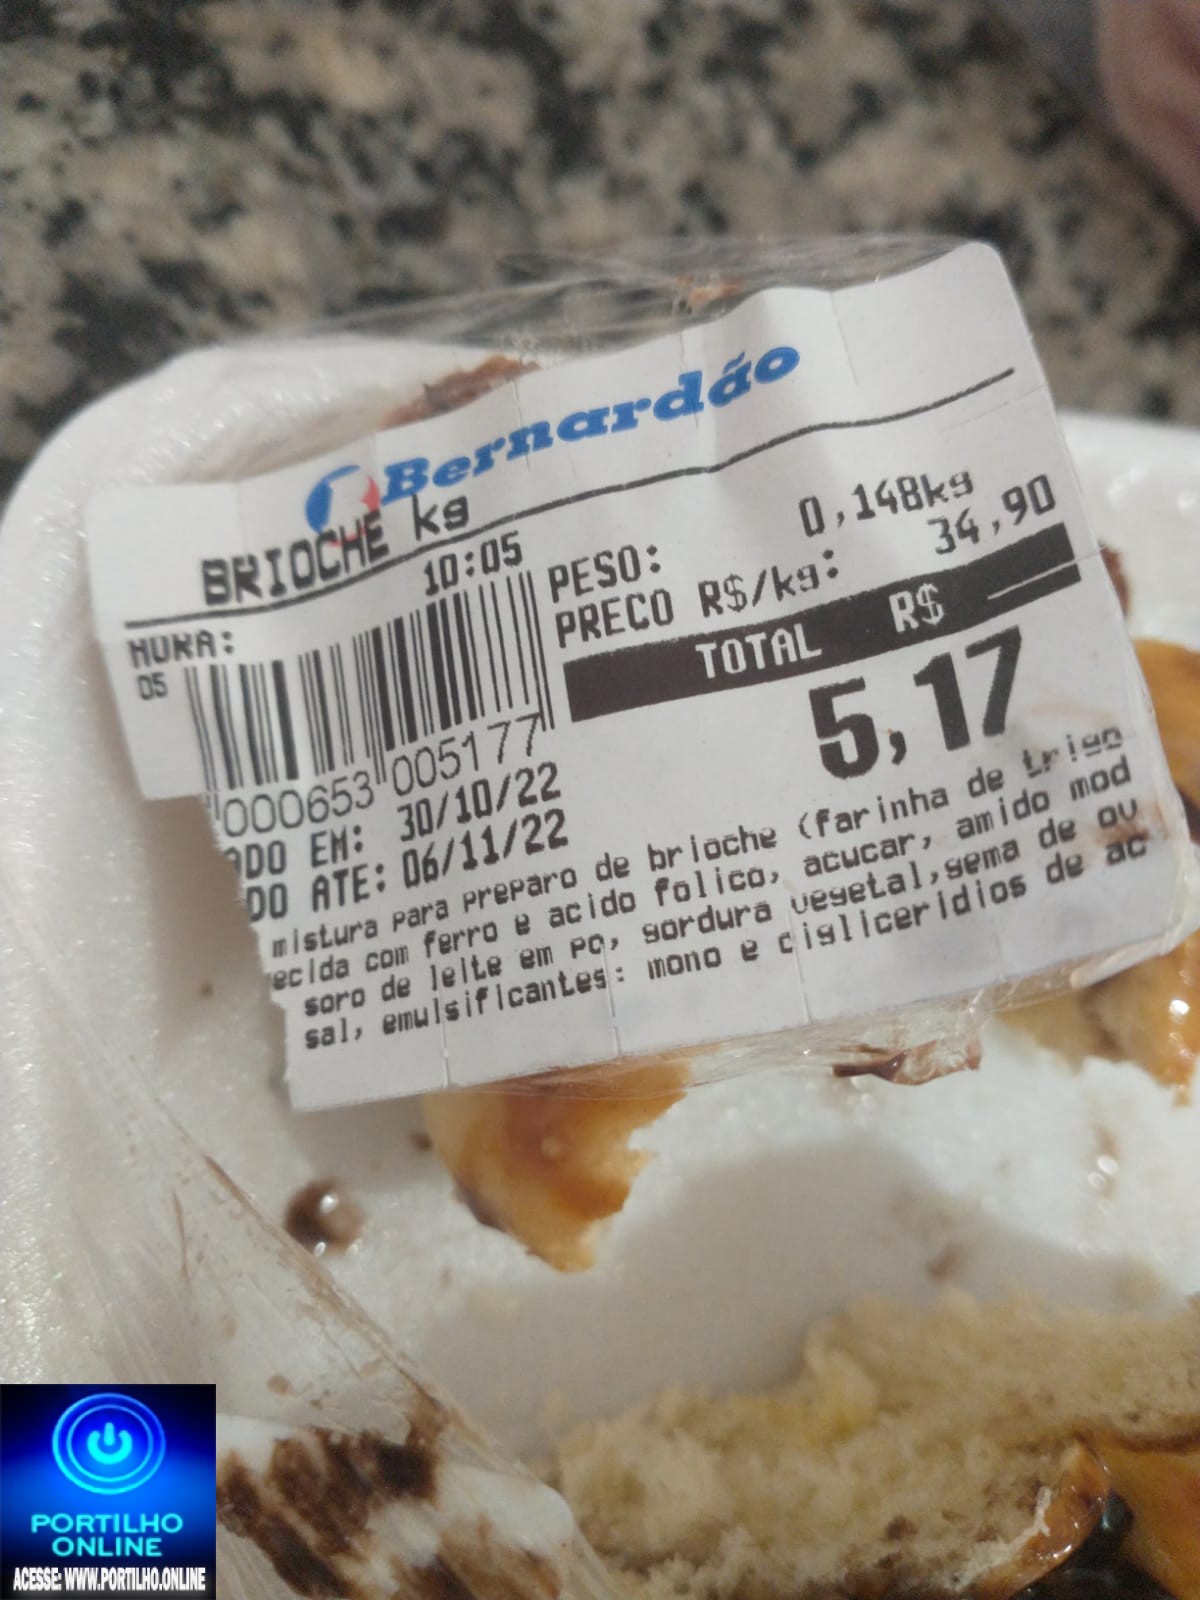 Bernardão
BRIOCHE kg
HORA: 10:05
05
000653 005177
PESO: 0,148kg
PRECO R$/kg: 34,90
TOTAL R$
5,17
ADO EM: 30/10/22
DO ATE: 06/11/22
mistura para preparo de brioche (farinha de trigo
ecida com ferro e acido folico, acucar, amido mod
soro de leite em po, gordura vegetal,gema de ov
sal, emulsificantes: mono e digliceridios de ac
PORTILHO
ONLINE
ACESSE: WWW.PORTILHO.ONLINE